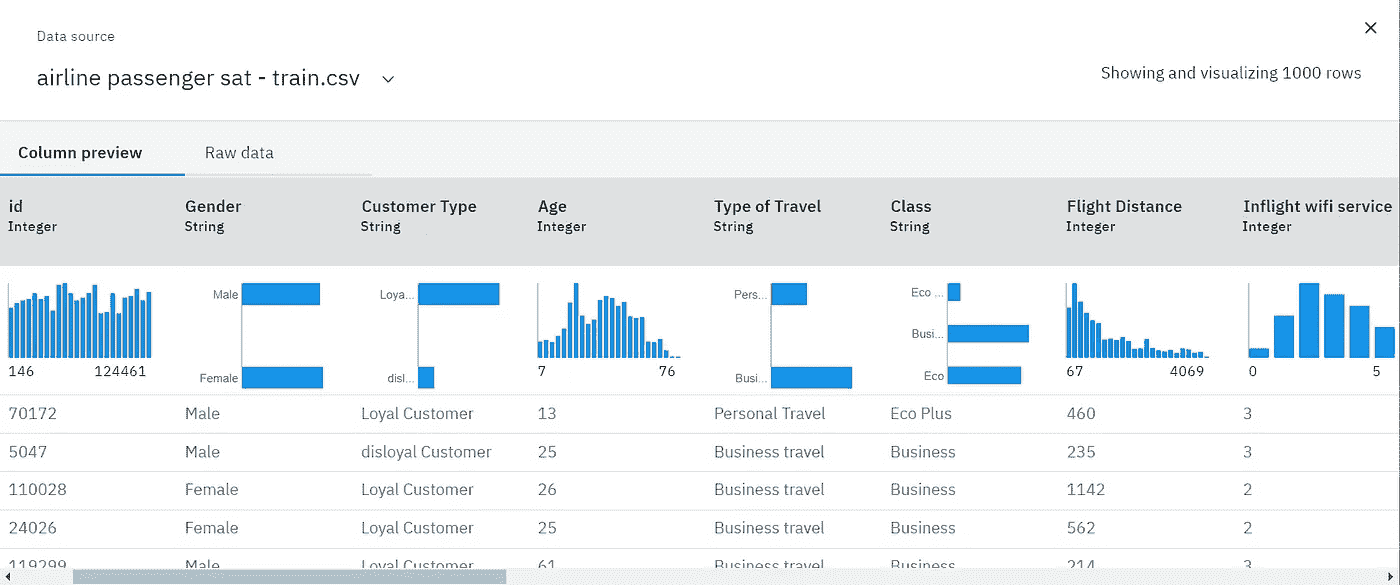 Data source
airline passenger sat - train.csv
Showing and visualizing 1000 rows
Column preview Raw data
id Gender Customer Type Age Type of Travel Class Flight Distance Inflight wifi service
Integer String String Integer String String Integer Integer
Male Loya... Pers... Eco ...
Busi...
Female disl... Busi... Eco
146 124461 7 76 67 4069 0 5
70172 Male Loyal Customer 13 Personal Travel Eco Plus 460 3
5047 Male disloyal Customer 25 Business travel Business 235 3
110028 Female Loyal Customer 26 Business travel Business 1142 2
24026 Female Loyal Customer 25 Business travel Business 562 2
119299 Male Loyal Customer 61 Business travel Business 214 3